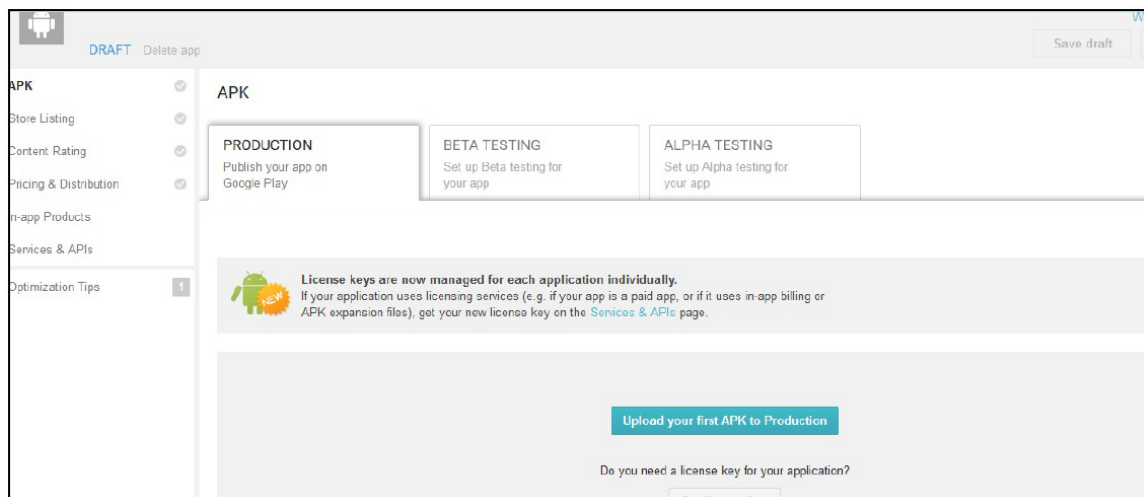 W
DRAFT Delete app
Save draft
APK
Store Listing
Content Rating
Pricing & Distribution
In-app Products
Services & APIs
Optimization Tips 1
APK
PRODUCTION
Publish your app on
Google Play
BETA TESTING
Set up Beta testing for
your app
ALPHA TESTING
Set up Alpha testing for
your app
NEW
License keys are now managed for each application individually.
If your application uses licensing services (e.g. if your app is a paid app, or if it uses in-app billing or
APK expansion files), get your new license key on the Services & APIs page.
Upload your first APK to Production
Do you need a license key for your application?